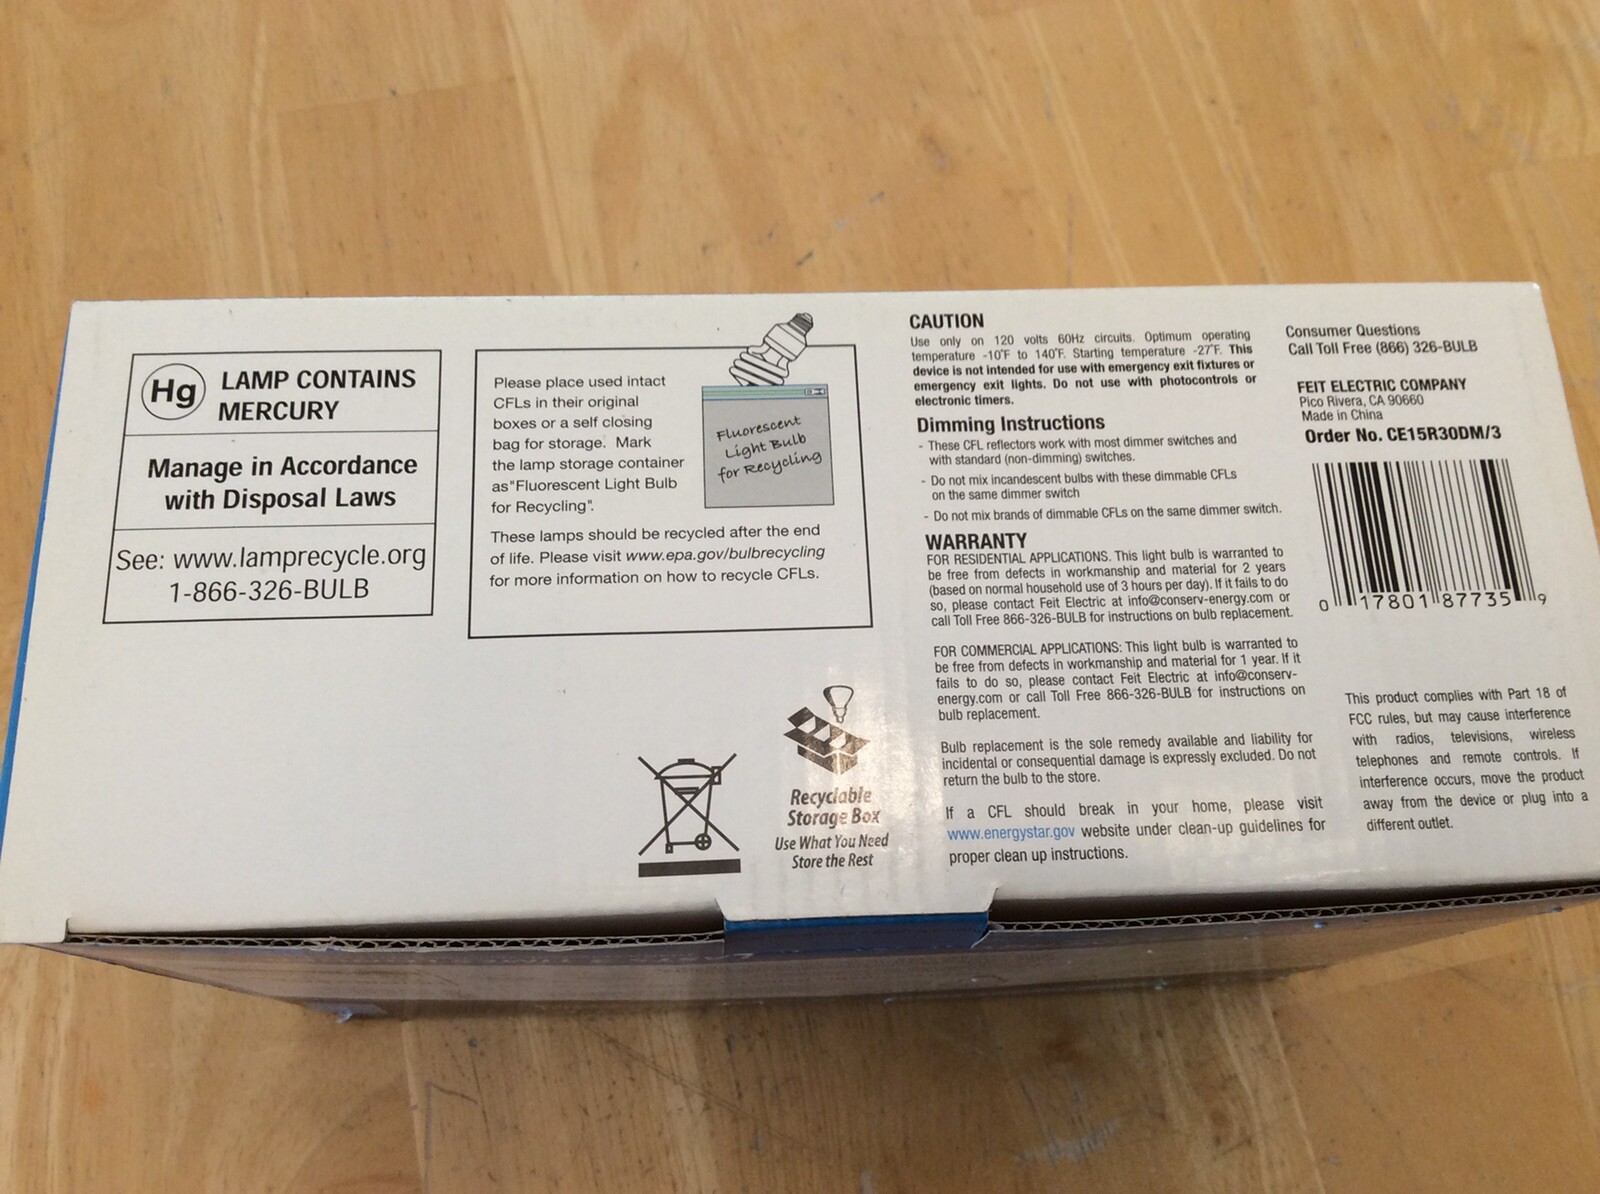 Hg
LAMP CONTAINS
MERCURY
Manage in Accordance
with Disposal Laws
See: www.lamprecycle.org
1-866-326-BULB
Please place used intact
CFLs in their original
boxes or a self closing
bag for storage. Mark
the lamp storage container
as"Fluorescent Light Bulb
for Recycling".
Fluorescent
Light Bulb
for Recycling
These lamps should be recycled after the end
of life. Please visit www.epa.gov/bulbrecycling
for more information on how to recycle CFLs.
Recyclable
Storage Box
Use What You Need
Store the Rest
CAUTION
Use only on 120 volts 60Hz circuits. Optimum operating
temperature -10°F to 140°F. Starting temperature -27°F. This
device is not intended for use with emergency exit fixtures or
emergency exit lights. Do not use with photocontrols or
electronic timers.
Dimming Instructions
- These CFL reflectors work with most dimmer switches and
with standard (non-dimming) switches.
- Do not mix incandescent bulbs with these dimmable CFLs
on the same dimmer switch
- Do not mix brands of dimmable CFLs on the same dimmer switch.
WARRANTY
FOR RESIDENTIAL APPLICATIONS. This light bulb is warranted to
be free from defects in workmanship and material for 2 years
(based on normal household use of 3 hours per day). If it fails to do
so, please contact Feit Electric at info@conserv-energy.com or
call Toll Free 866-326-BULB for instructions on bulb replacement.
FOR COMMERCIAL APPLICATIONS: This light bulb is warranted to
be free from defects in workmanship and material for 1 year. If it
fails to do so, please contact Feit Electric at info@conserv-
energy.com or call Toll Free 866-326-BULB for instructions on
bulb replacement.
Bulb replacement is the sole remedy available and liability for
incidental or consequential damage is expressly excluded. Do not
return the bulb to the store.
If a CFL should break in your home, please visit
www.energystar.gov website under clean-up guidelines for
proper clean up instructions.
Consumer Questions
Call Toll Free (866) 326-BULB
FEIT ELECTRIC COMPANY
Pico Rivera, CA 90660
Made in China
Order No. CE15R30DM/3
0 17801 87735 9
This product complies with Part 18 of
FCC rules, but may cause interference
with radios, televisions, wireless
telephones and remote controls. If
interference occurs, move the product
away from the device or plug into a
different outlet.